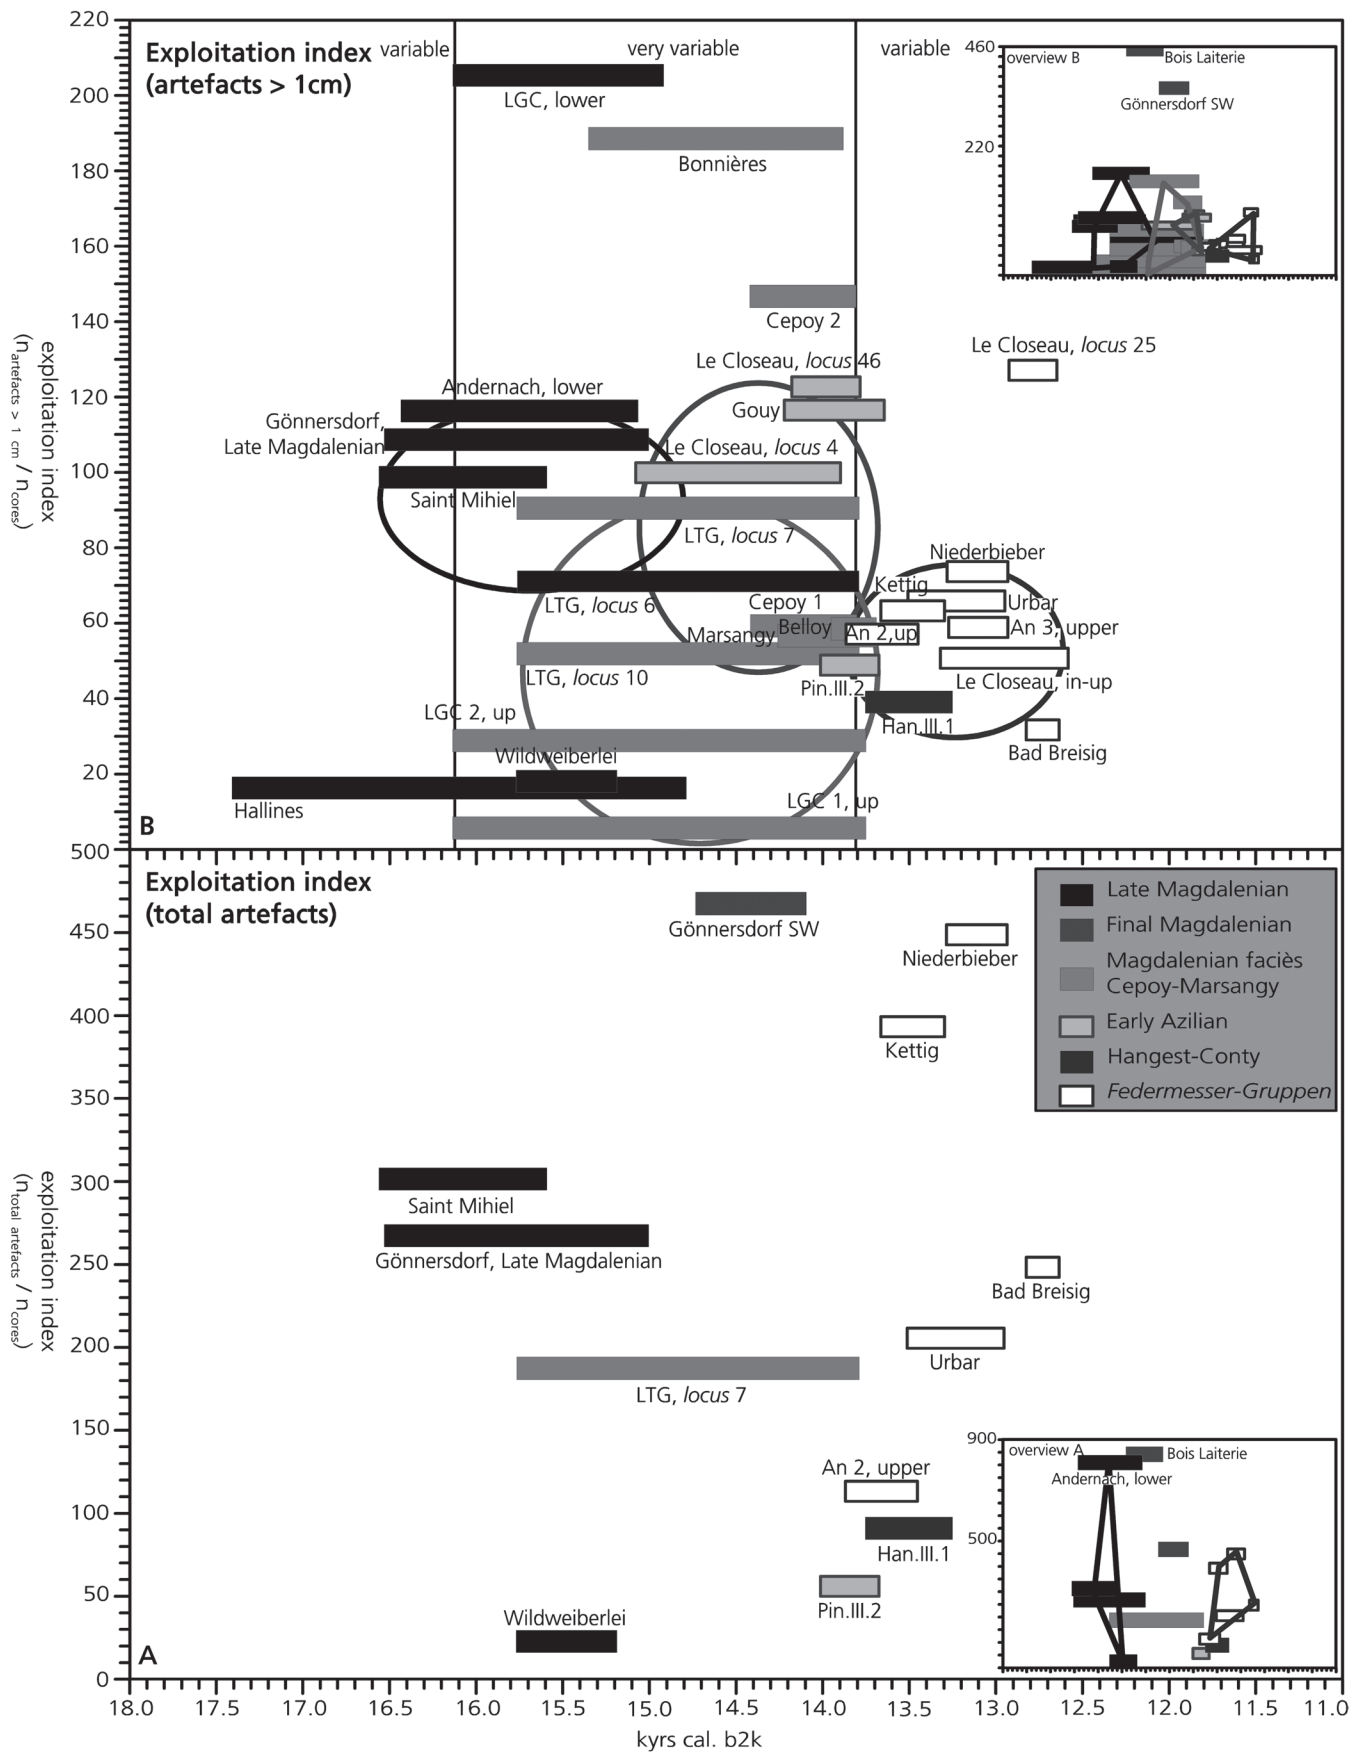 220
200
180
160
140
120
100
80
60
40
20
exploitation index
(n artefacts > 1 cm / n cores)
Exploitation index
(artefacts > 1cm)
variable
very variable
variable
LGC, lower
Bonnières
Cepoy 2
Le Closeau, locus 46
Andernach, lower
Gouy
Gönnersdorf,
Late Magdalenian
Le Closeau, locus 4
Saint Mihiel
LTG, locus 7
LTG, locus 6
Cepoy 1
Marsangy
Belloy
An 2,up
Kettig
Niederbieber
Urbar
An 3, upper
Le Closeau, in-up
LTG, locus 10
Pin.III.2
Han.III.1
Bad Breisig
LGC 2, up
Wildweiberlei
Hallines
LGC 1, up
Le Closeau, locus 25
B
460
220
overview B
Bois Laiterie
Gönnersdorf SW
500
450
400
350
300
250
200
150
100
50
0
exploitation index
(n total artefacts / n cores)
Exploitation index
(total artefacts)
Gönnersdorf SW
Niederbieber
Kettig
Saint Mihiel
Gönnersdorf, Late Magdalenian
Bad Breisig
Urbar
LTG, locus 7
An 2, upper
Han.III.1
Pin.III.2
Wildweiberlei
A
Late Magdalenian
Final Magdalenian
Magdalenian faciès
Cepoy-Marsangy
Early Azilian
Hangest-Conty
Federmesser-Gruppen
900
500
overview A
Bois Laiterie
Andernach, lower
18.0 17.0 16.5 16.0 15.5 15.0 14.5 14.0 13.5 13.0 12.5 12.0 11.5 11.0
kyrs cal. b2k